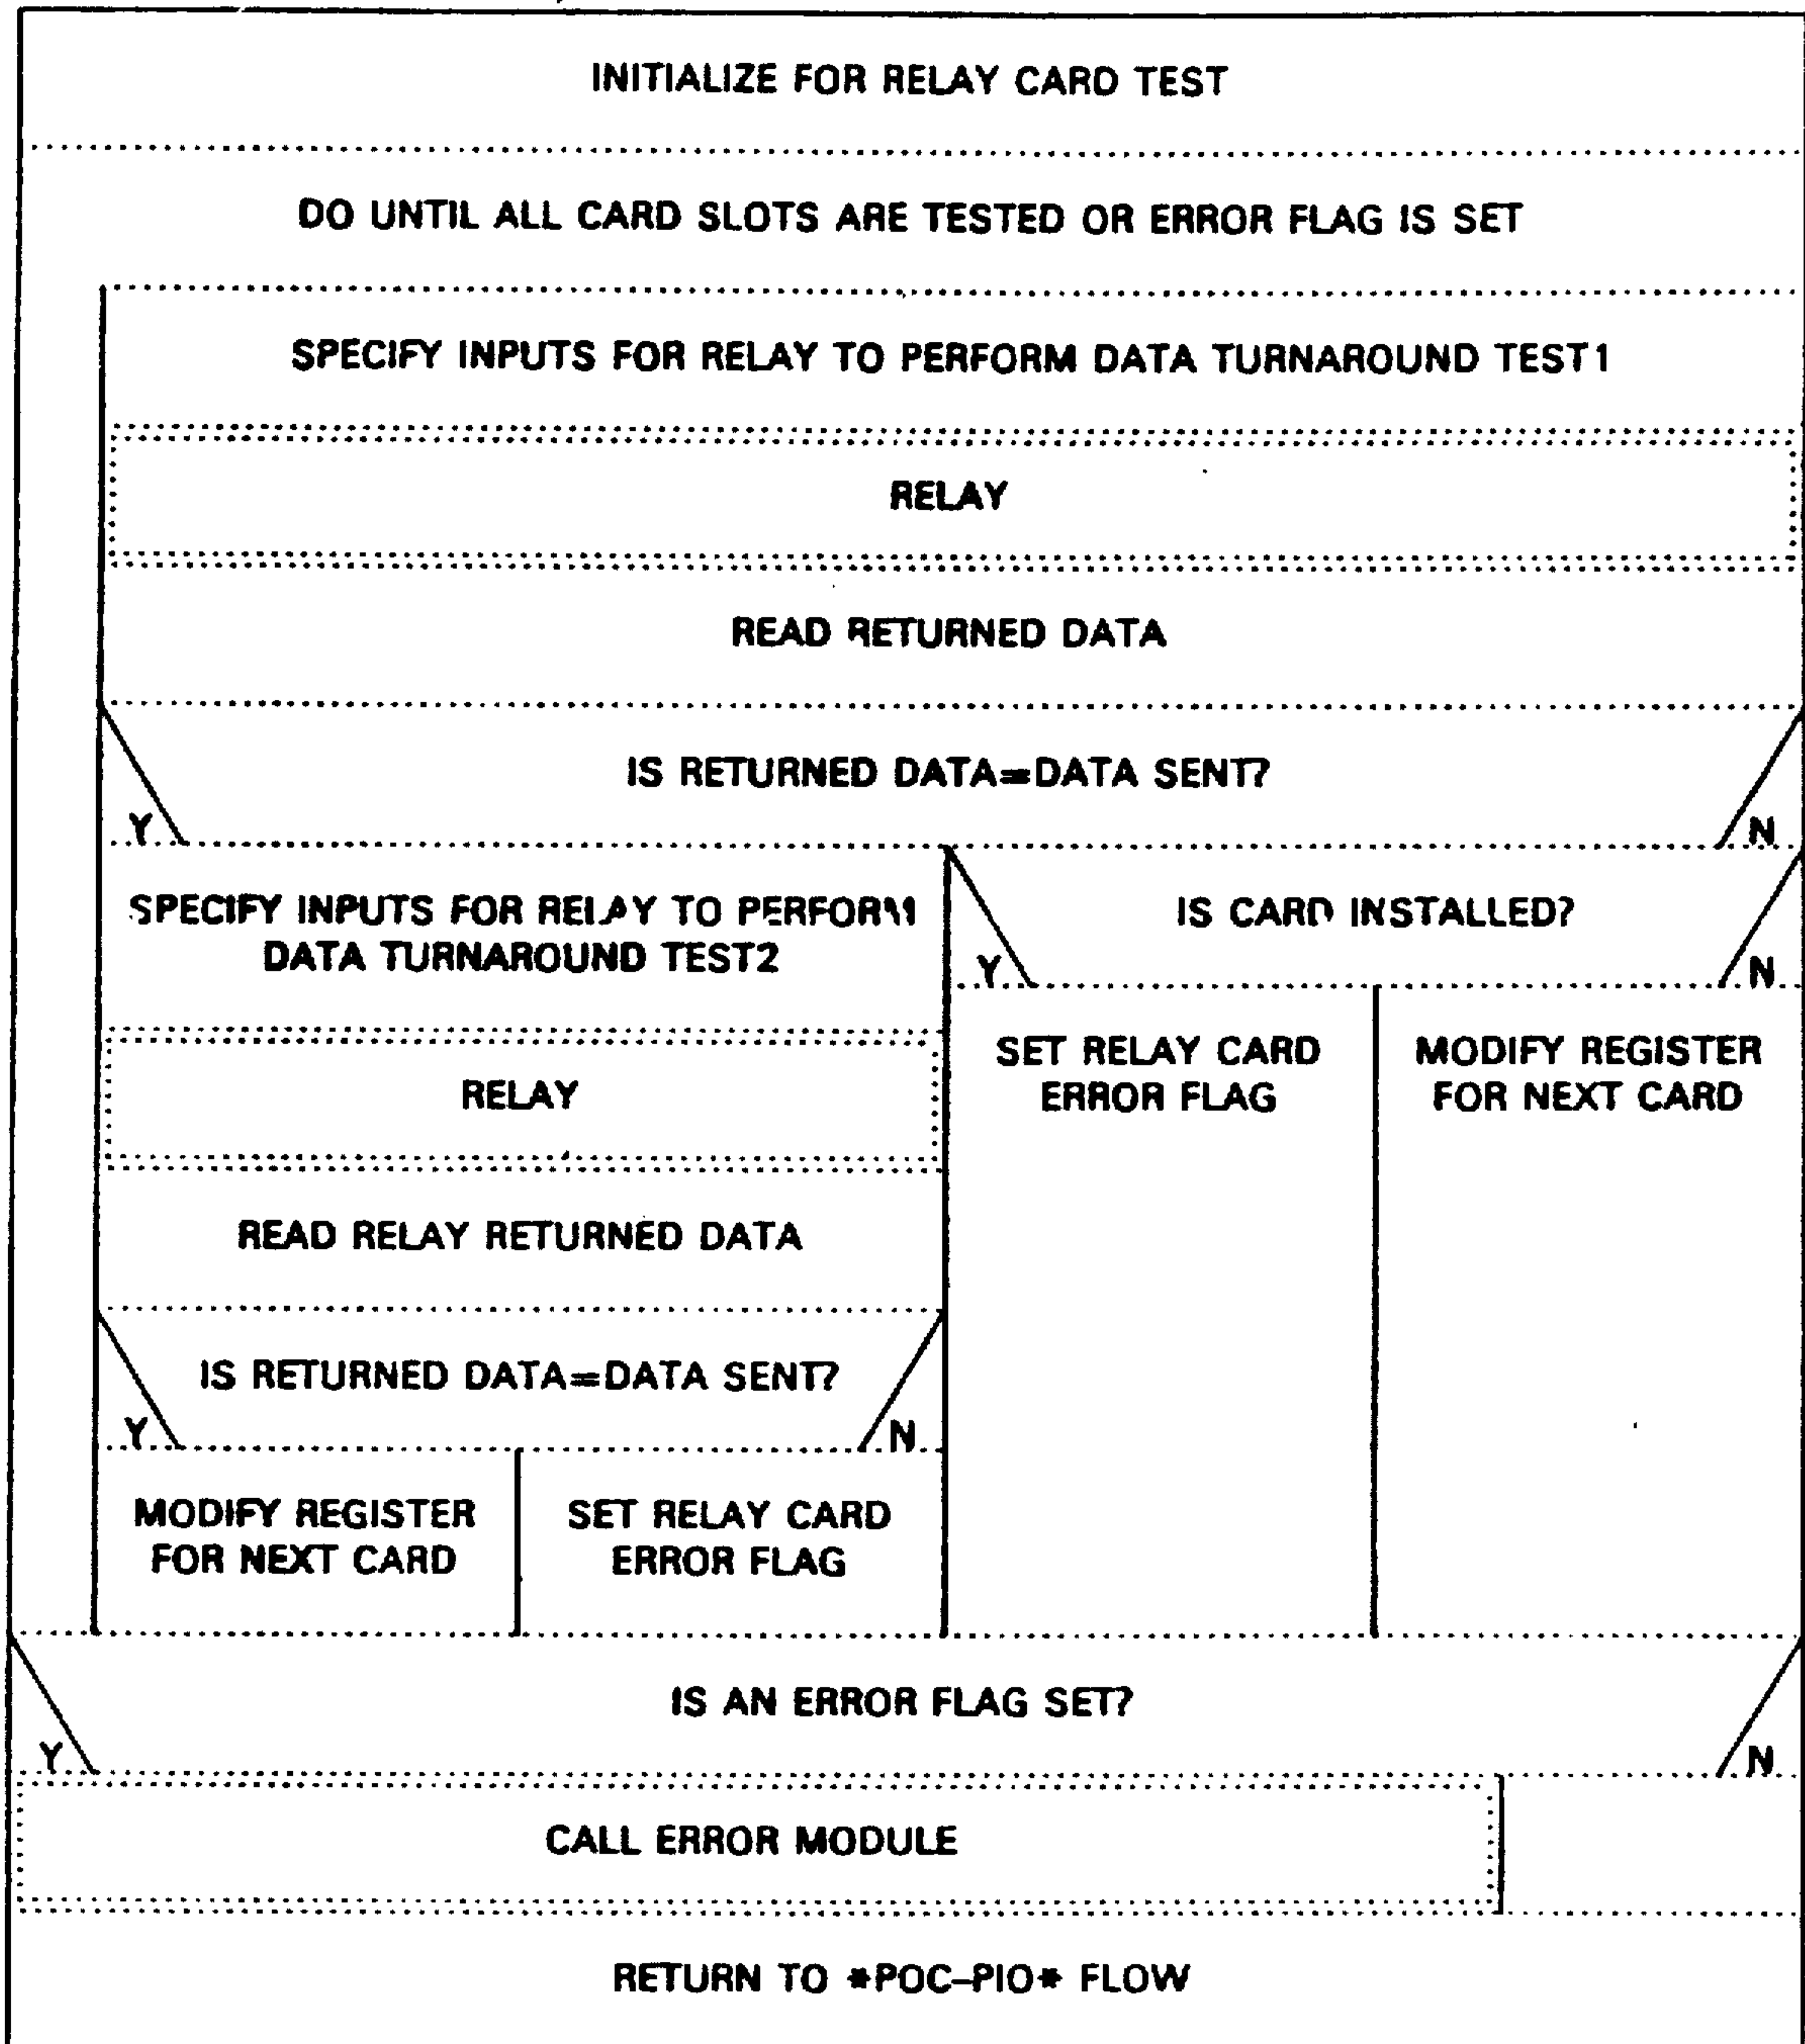 INITIALIZE FOR RELAY CARD TEST
DO UNTIL ALL CARD SLOTS ARE TESTED OR ERROR FLAG IS SET
SPECIFY INPUTS FOR RELAY TO PERFORM DATA TURNAROUND TEST1
RELAY
READ RETURNED DATA
IS RETURNED DATA=DATA SENT?
Y
N
SPECIFY INPUTS FOR RELAY TO PERFORM
DATA TURNAROUND TEST2
IS CARD INSTALLED?
Y
N
SET RELAY CARD
ERROR FLAG
MODIFY REGISTER
FOR NEXT CARD
RELAY
READ RELAY RETURNED DATA
IS RETURNED DATA=DATA SENT?
Y
N
MODIFY REGISTER
FOR NEXT CARD
SET RELAY CARD
ERROR FLAG
IS AN ERROR FLAG SET?
Y
N
CALL ERROR MODULE
RETURN TO *POC-PIO* FLOW